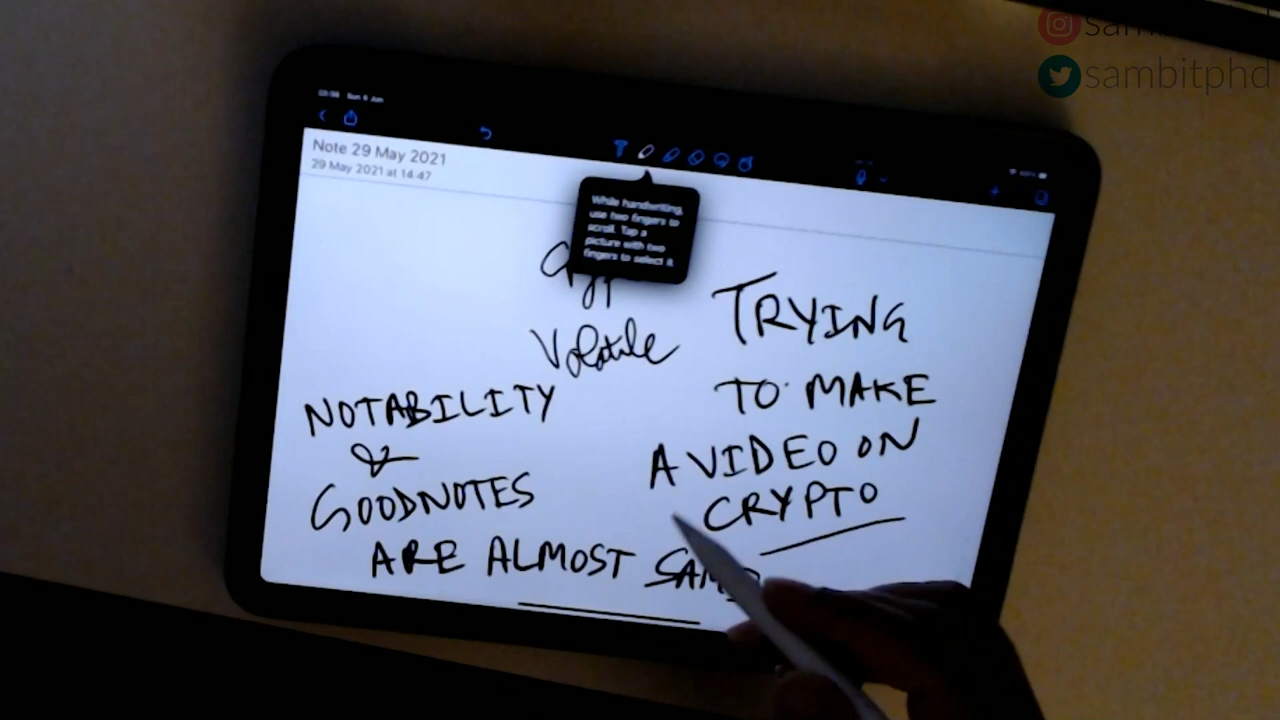 sambitphd
Note 29 May 2021
29 May 2021 at 14:47
While handwriting,
use two fingers to
scroll. Tap a
picture with two
fingers to select it
Volatile
NOTABILITY
&
GOODNOTES
ARE ALMOST SAME
TRYING
TO MAKE
A VIDEO ON
CRYPTO